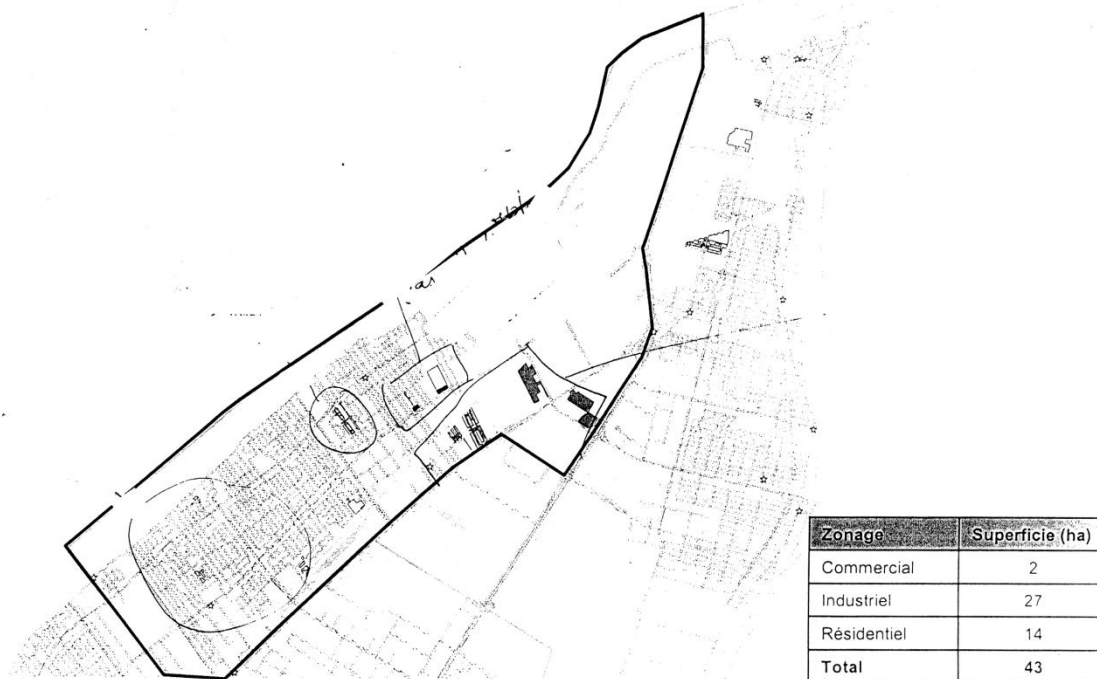 Zonage Superficie (ha)
Commercial 2
Industriel 27
Résidentiel 14
Total 43